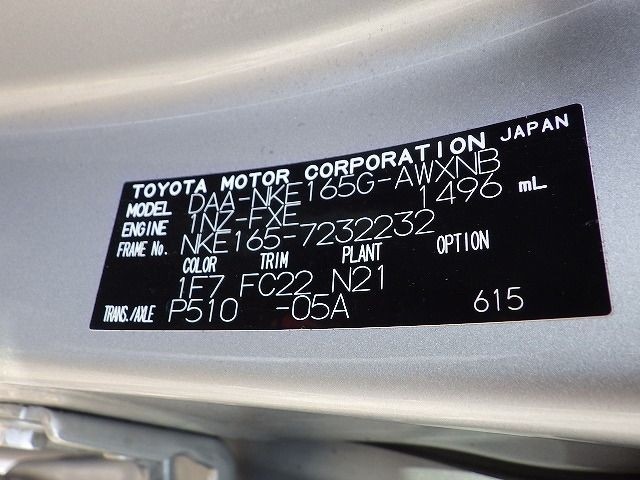 TOYOTA MOTOR CORPORATION JAPAN
MODEL DAA-NKE165G-AWXNB
ENGINE 1NZ-FXE 1496 mL
FRAME No. NKE165-7232232
COLOR TRIM PLANT OPTION
1F7 FC22 N21
TRANS./AXLE P510 -05A 615